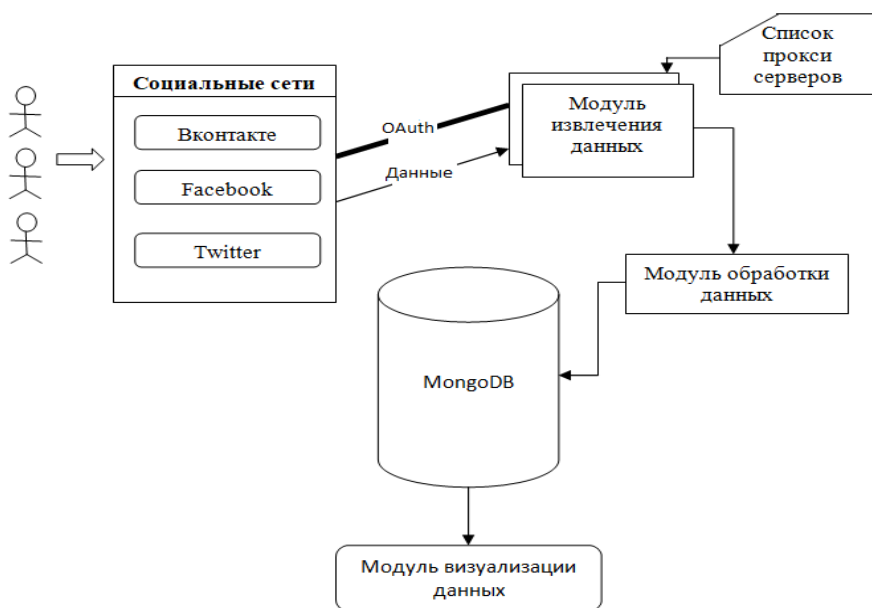 Список
прокси
серверов
Социальные сети
Вконтакте
Facebook
Twitter
OAuth
Данные
Модуль
извлечения
данных
Модуль обработки
данных
MongoDB
Модуль визуализации
данных